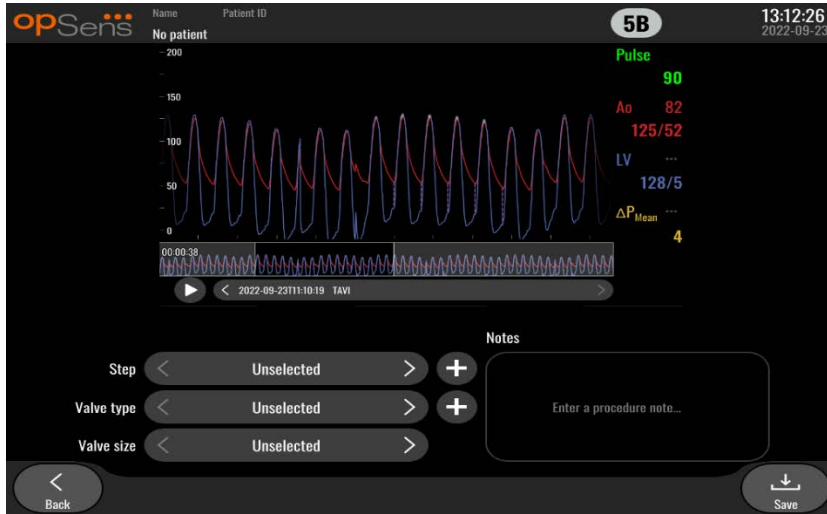 opSens
Name Patient ID
No patient
5B
13:12:26
2022-09-23
200
150
100
50
0
Pulse
90
Ao 82
125/52
LV ---
128/5
ΔPMean ---
4
00:00:38
2022-09-23T11:10:19 TAVI
Notes
Step Unselected
Valve type Unselected
Valve size Unselected
Enter a procedure note...
Back
Save